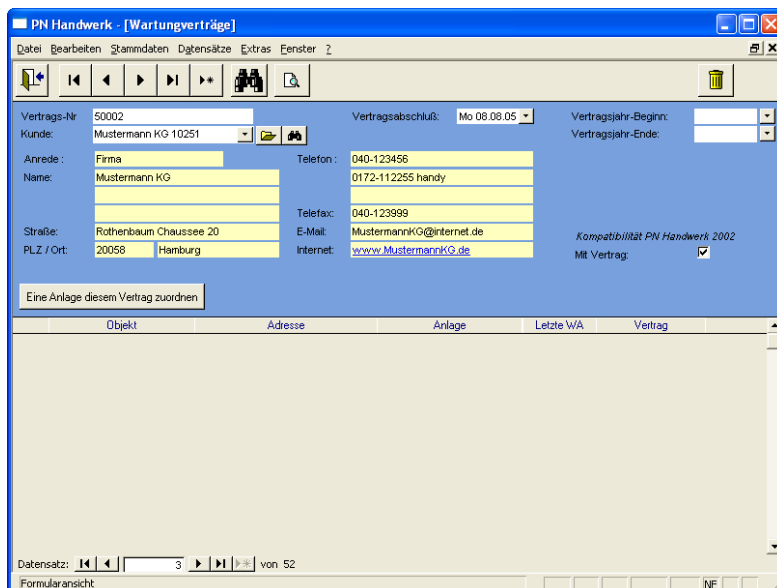 PN Handwerk - [Wartungverträge]
Datei Bearbeiten Stammdaten Datensätze Extras Fenster ?
Vertrags-Nr 50002 Vertragsabschluß: Mo 08.08.05 Vertragsjahr-Beginn:
Kunde: Mustermann KG 10251 Vertragsjahr-Ende:
Anrede : Firma Telefon : 040-123456
Name: Mustermann KG 0172-112255 handy
Telefax: 040-123999
Straße: Rothenbaum Chaussee 20 E-Mail: MustermannKG@internet.de Kompatibilität PN Handwerk 2002
PLZ / Ort: 20058 Hamburg Internet: www.MustermannKG.de Mit Vertrag:
Eine Anlage diesem Vertrag zuordnen
Objekt Adresse Anlage Letzte WA Vertrag
Datensatz: 3 von 52
Formularansicht NF